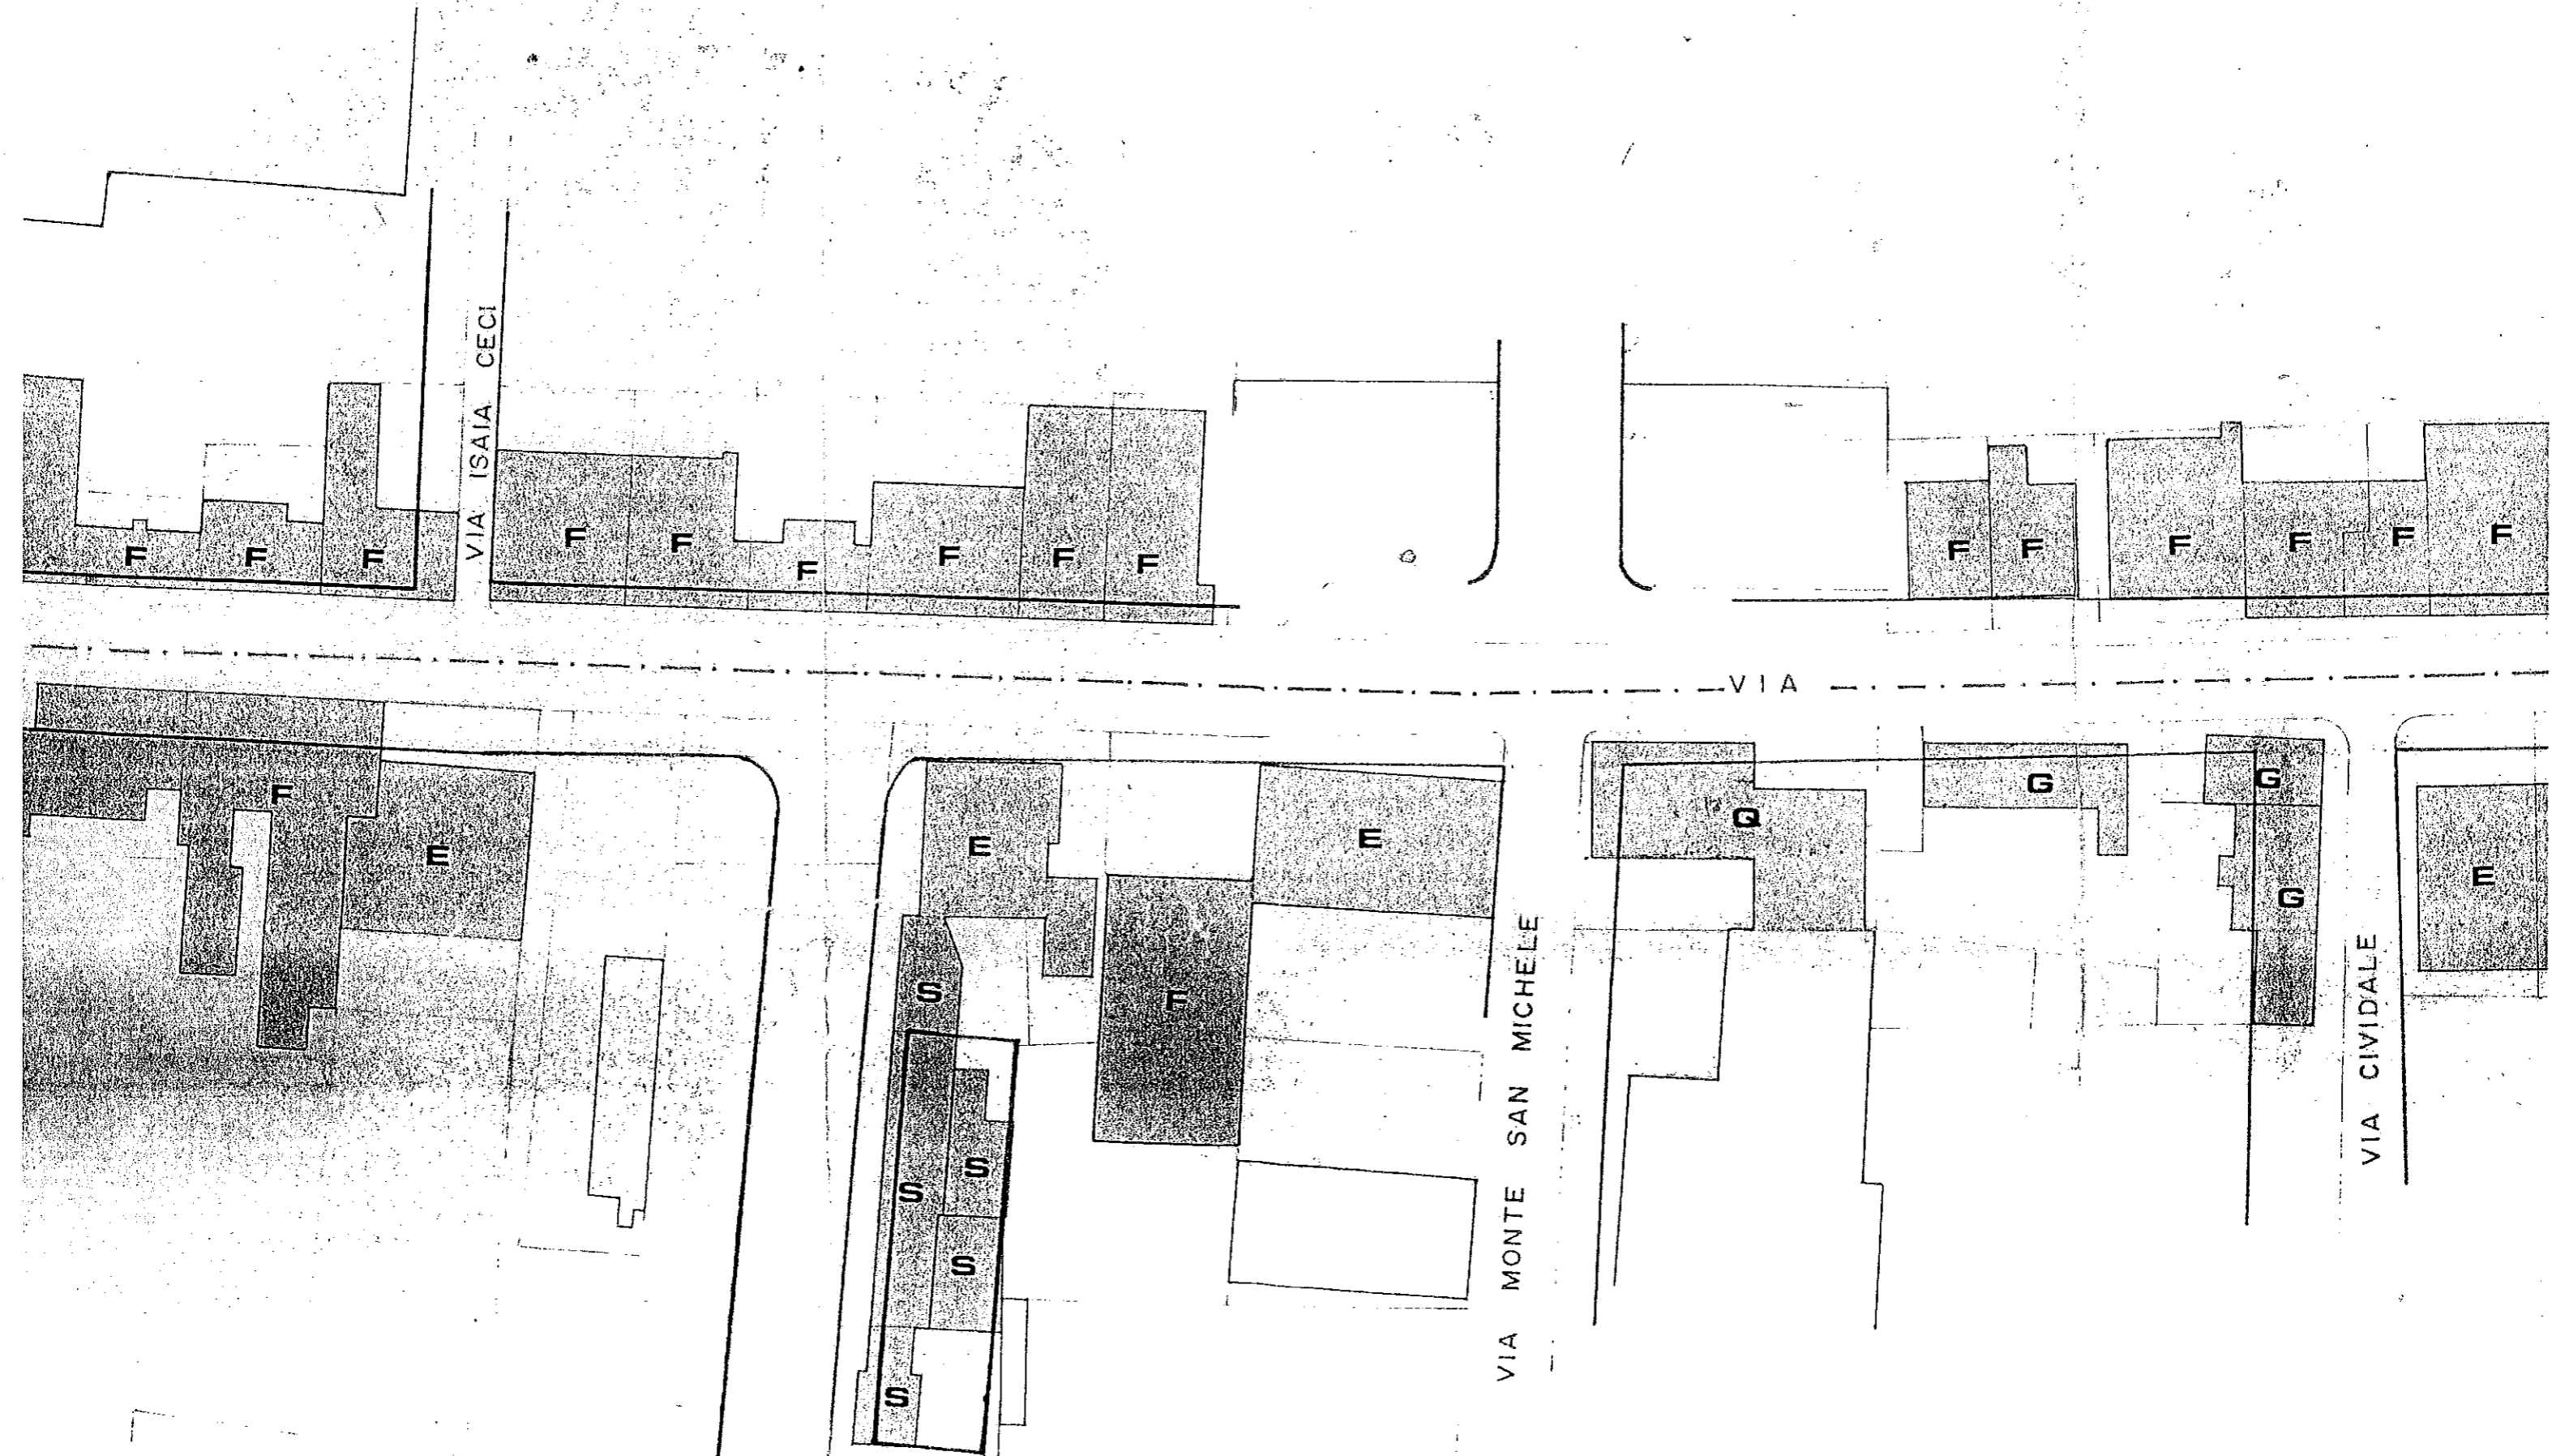 VIA ISAIA CECI
F F F
F F F F F F
F F F F F F
VIA
F E
E E
F
Q G G
G
E
S
S S
S
S
VIA MONTE SAN MICHELE
VIA CIVIDALE